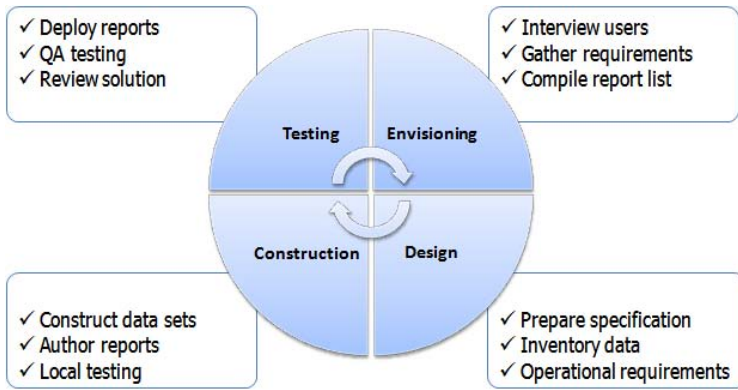 ✓ Deploy reports
✓ QA testing
✓ Review solution
✓ Interview users
✓ Gather requirements
✓ Compile report list
Testing
Envisioning
Construction
Design
✓ Construct data sets
✓ Author reports
✓ Local testing
✓ Prepare specification
✓ Inventory data
✓ Operational requirements